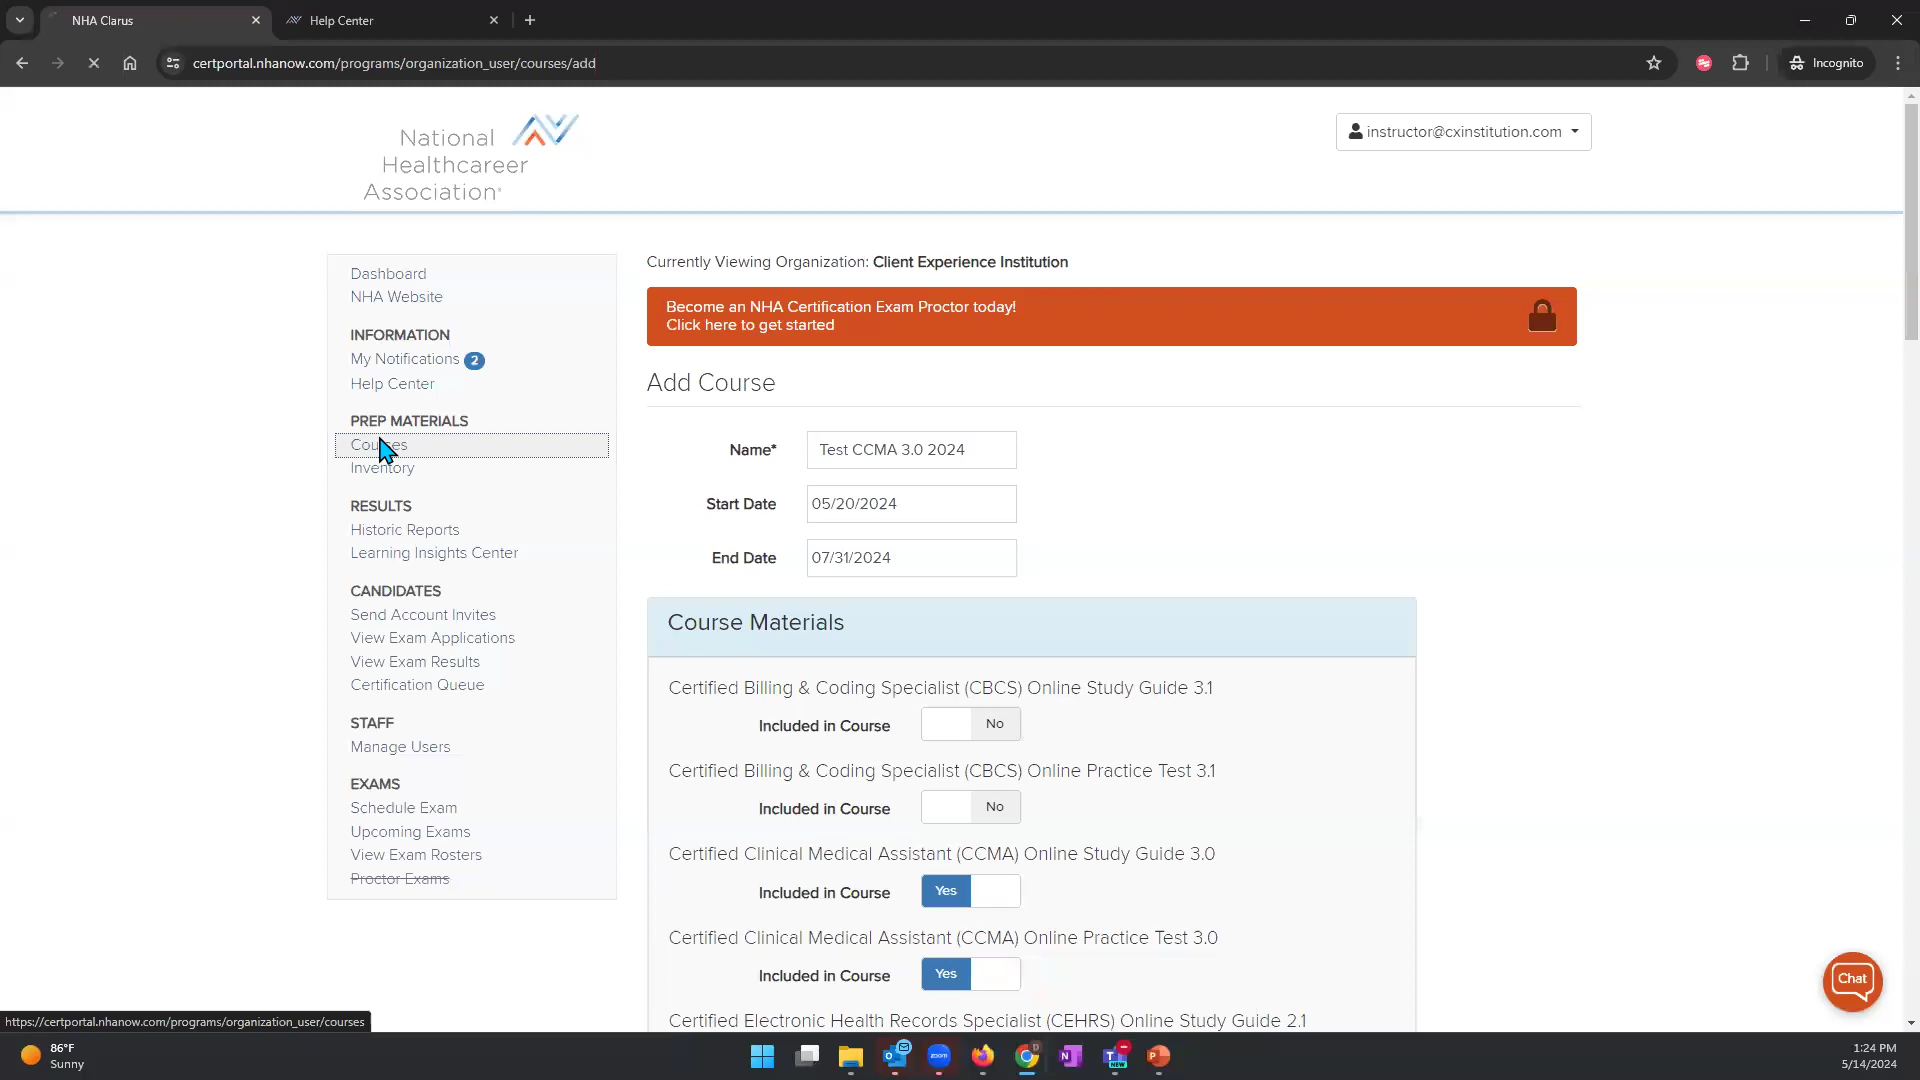 NHA Clarus
Help Center
certportal.nhanow.com/programs/organization_user/courses/add
Incognito
National
Healthcareer
Association
instructor@cxinstitution.com
Dashboard
NHA Website
INFORMATION
My Notifications 2
Help Center
PREP MATERIALS
Courses
Inventory
RESULTS
Historic Reports
Learning Insights Center
CANDIDATES
Send Account Invites
View Exam Applications
View Exam Results
Certification Queue
STAFF
Manage Users
EXAMS
Schedule Exam
Upcoming Exams
View Exam Rosters
Proctor Exams
Currently Viewing Organization: Client Experience Institution
Become an NHA Certification Exam Proctor today!
Click here to get started
Add Course
Name* Test CCMA 3.0 2024
Start Date 05/20/2024
End Date 07/31/2024
Course Materials
Certified Billing & Coding Specialist (CBCS) Online Study Guide 3.1
Included in Course No
Certified Billing & Coding Specialist (CBCS) Online Practice Test 3.1
Included in Course No
Certified Clinical Medical Assistant (CCMA) Online Study Guide 3.0
Included in Course Yes
Certified Clinical Medical Assistant (CCMA) Online Practice Test 3.0
Included in Course Yes
Certified Electronic Health Records Specialist (CEHRS) Online Study Guide 2.1
Chat
https://certportal.nhanow.com/programs/organization_user/courses
86°F
Sunny
zoom
NEW
1:24 PM
5/14/2024